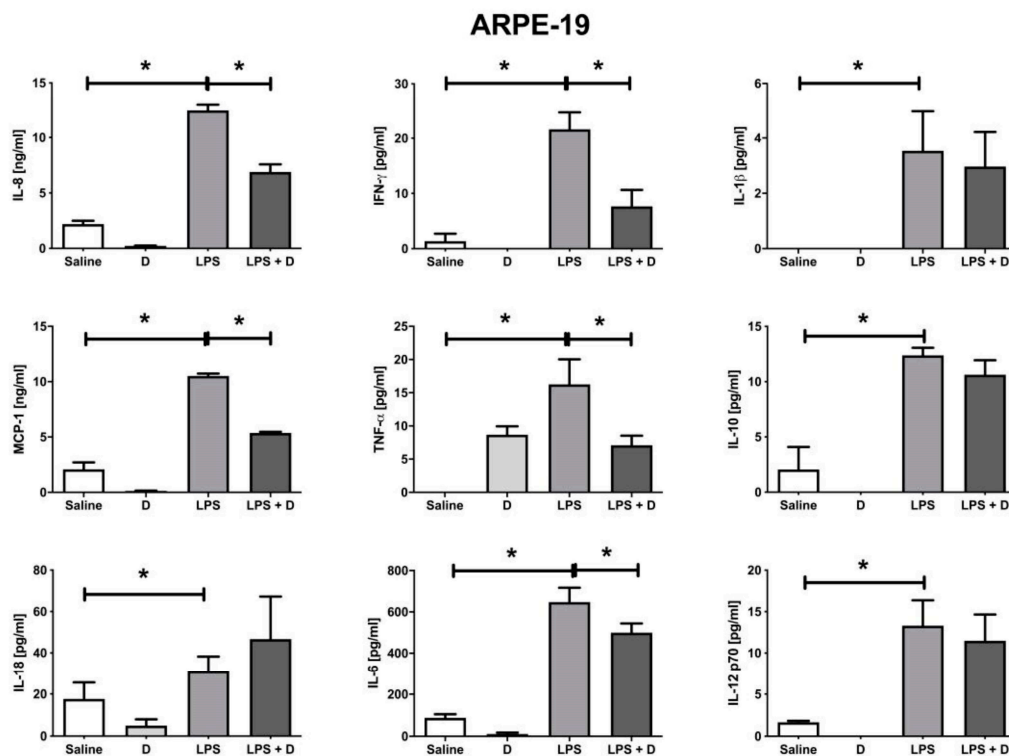 ARPE-19
* *
IL-8 [ng/ml]
15
10
5
0
Saline D LPS LPS + D
* *
IFN-γ [pg/ml]
30
20
10
0
Saline D LPS LPS + D
*
IL-1β [pg/ml]
6
4
2
0
Saline D LPS LPS + D
* *
MCP-1 [ng/ml]
15
10
5
0
Saline D LPS LPS + D
* *
TNF-α [pg/ml]
25
20
15
10
5
0
Saline D LPS LPS + D
*
IL-10 [pg/ml]
15
10
5
0
Saline D LPS LPS + D
*
IL-18 [pg/ml]
80
60
40
20
0
Saline D LPS LPS + D
* *
IL-6 [pg/ml]
800
600
400
200
0
Saline D LPS LPS + D
*
IL-12 p70 [pg/ml]
20
15
10
5
0
Saline D LPS LPS + D